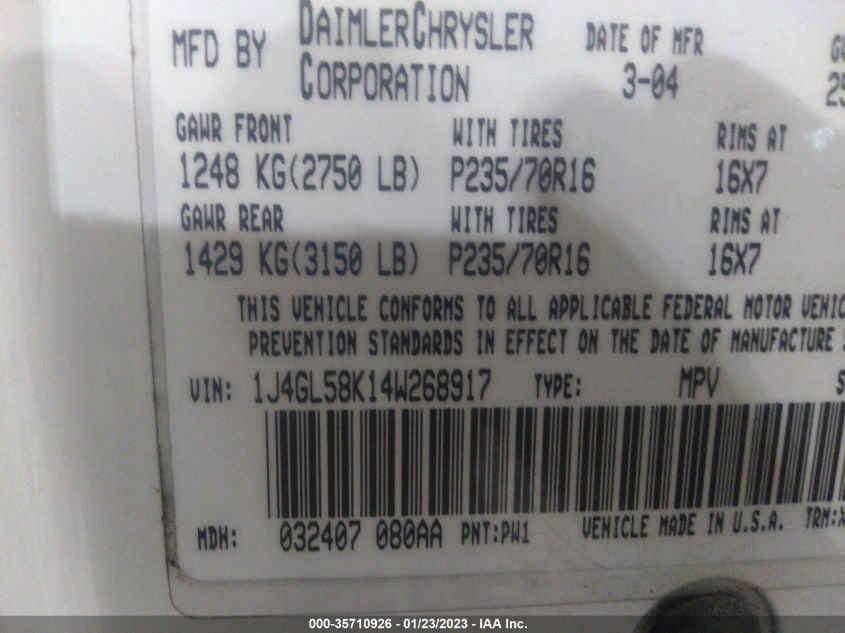 MFD BY DAIMLERCHRYSLER CORPORATION DATE OF MFR 3-04
GAWR FRONT WITH TIRES RIMS AT
1248 KG(2750 LB) P235/70R16 16X7
GAWR REAR WITH TIRES RIMS AT
1429 KG(3150 LB) P235/70R16 16X7
THIS VEHICLE CONFORMS TO ALL APPLICABLE FEDERAL MOTOR
PREVENTION STANDARDS IN EFFECT ON THE DATE OF MANUFACTURE
VIN: 1J4GL58K14W268917 TYPE: MPV
MDH: 032407 080AA PNT:PW1 VEHICLE MADE IN U.S.A. TRM:X
000-35710926 - 01/23/2023 - IAA Inc.